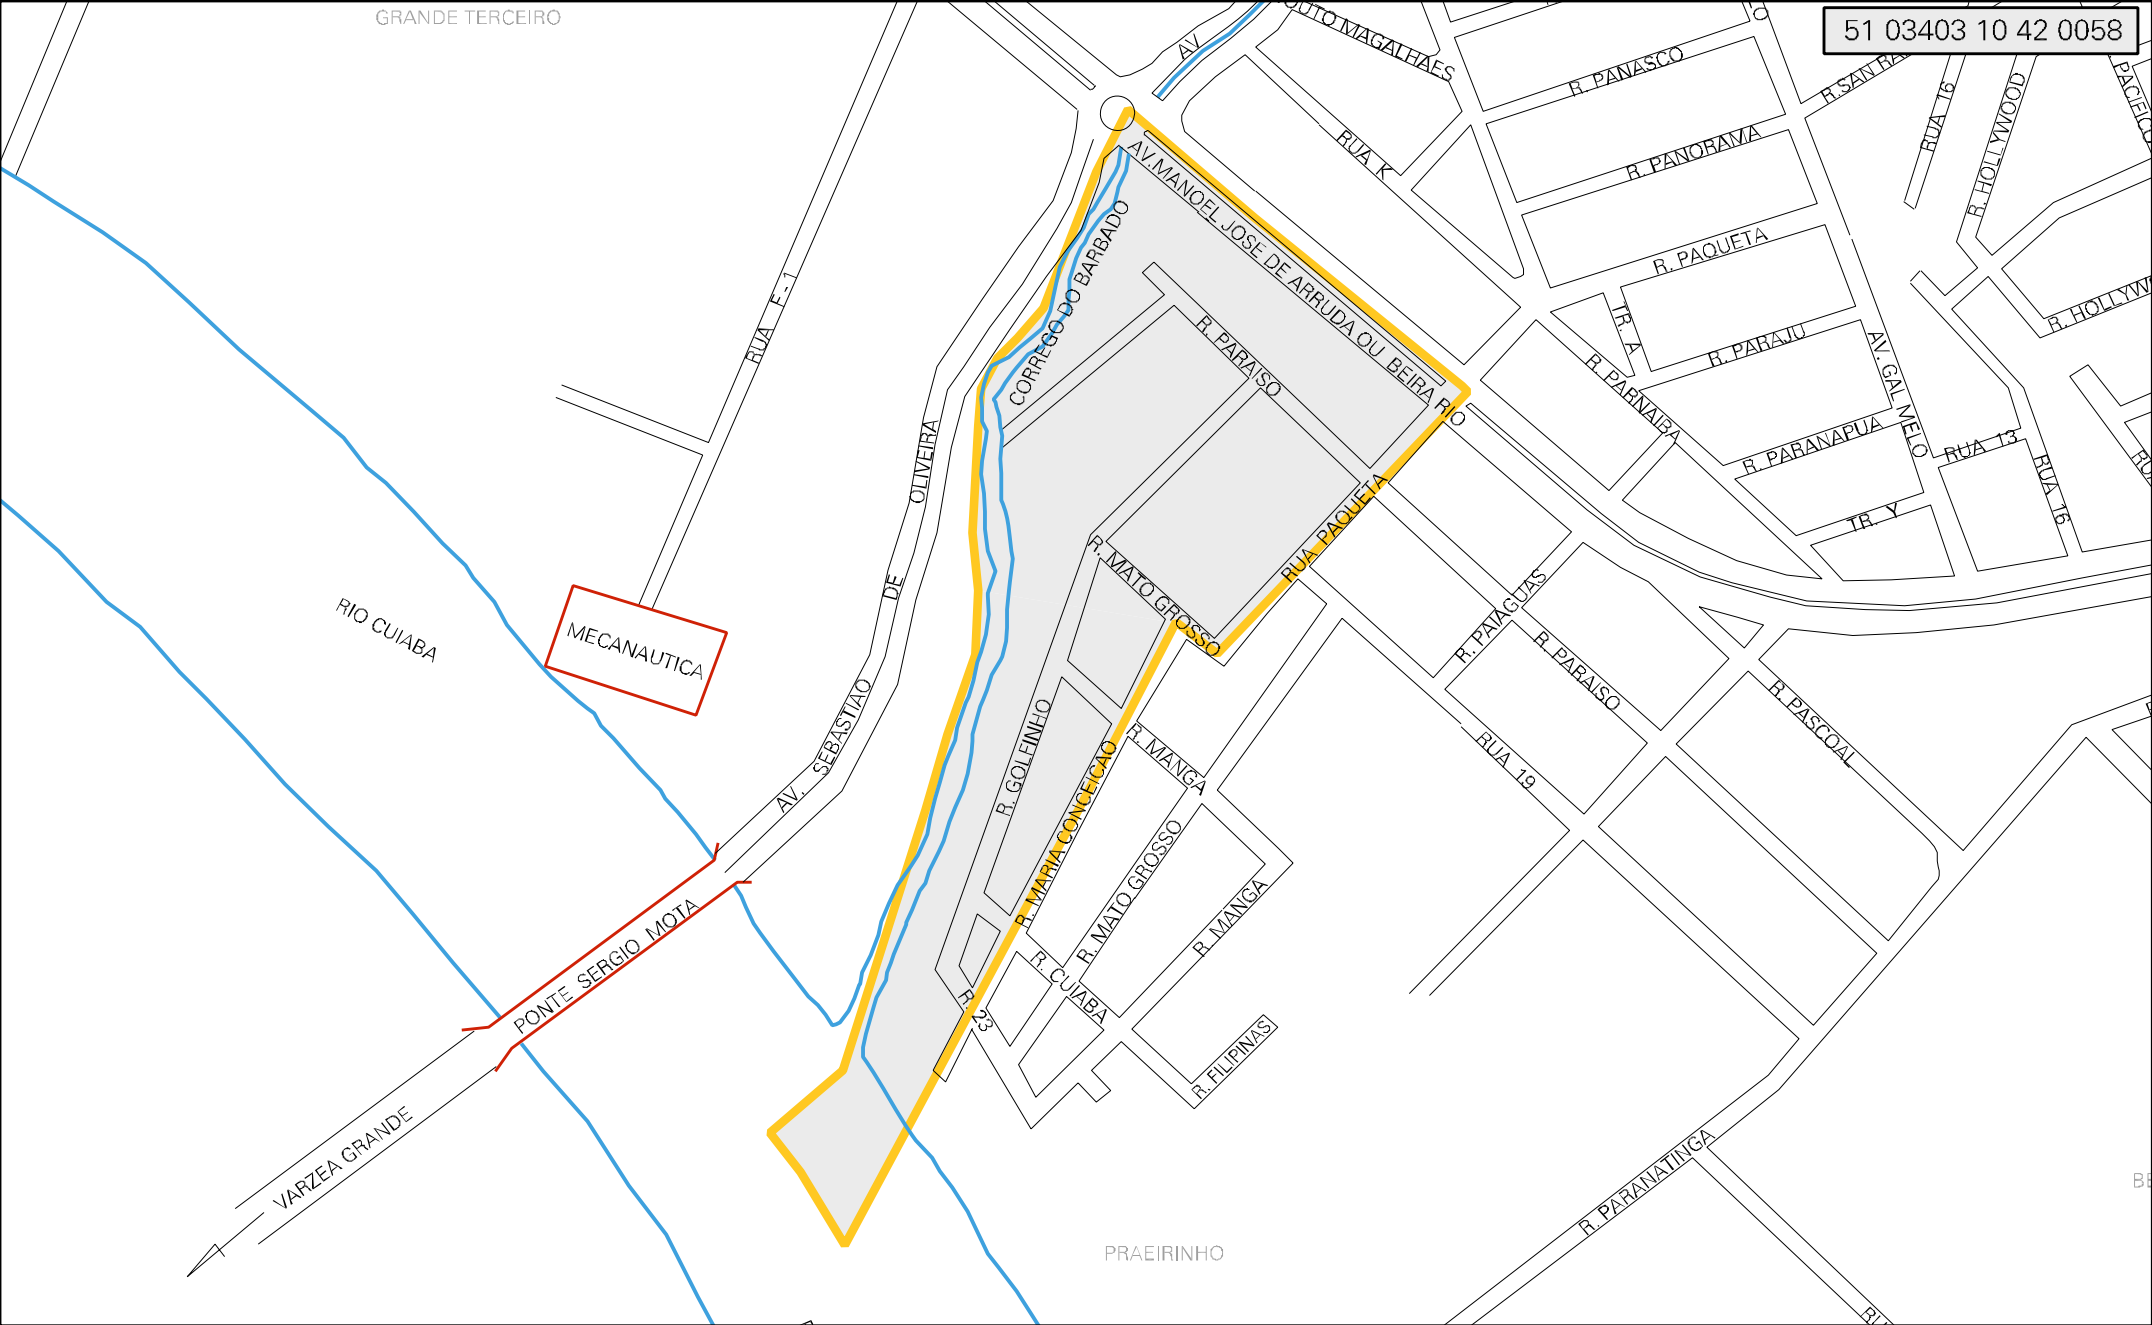 GRANDE TERCEIRO
51 03403 10 42 0058
AV
OUTO MAGALHAES
R. PANASCO
R.SAN RA
RUA 16
R. HOLLYWOOD
PACIFICO
RUA K
R. PANORAMA
AV.MANOEL JOSE DE ARRUDA OU BEIRA RIO
CORREGO DO BARBADO
R. PAQUETA
RUA F-1
R. PARAISO
TR. A
R. PARAJU
R. HOLLYW
AV. GAL MELO
R. PARNAIBA
R. PARANAPUA
RUA 13
RUA 16
OLIVEIRA
RUA PAQUETA
TR. Y
R. MATO GROSSO
DE
RIO CUIABA
MECANAUTICA
R. PAIAGUAS
R. PARAISO
R. PASCOAL
SEBASTIAO
AV.
R. GOLFINHO
R. MARIA CONCEICAO
R. MANGA
RUA 19
R. MATO GROSSO
R. MANGA
PONTE SERGIO MOTA
R. CUIABA
R. 23
R. FILIPINAS
VARZEA GRANDE
R. PARANATINGA
BE
PRAEIRINHO